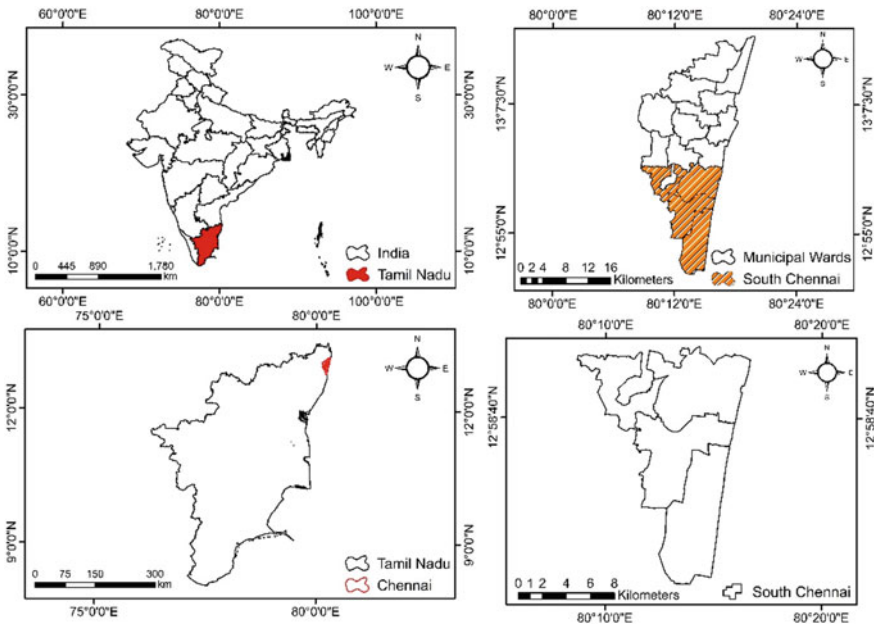 60°0'0"E 80°0'0"E 100°0'0"E
30°0'0"N 30°0'0"N
10°0'0"N 10°0'0"N
N
W E
S
India
Tamil Nadu
0 445 890 1,780
km
60°0'0"E 80°0'0"E 100°0'0"E
80°0'0"E 80°12'0"E 80°24'0"E
13°7'30"N 13°7'30"N
12°55'0"N 12°55'0"N
N
W E
S
Municipal Wards
South Chennai
0 2 4 8 12 16
Kilometers
80°0'0"E 80°12'0"E 80°24'0"E
75°0'0"E 80°0'0"E
12°0'0"N 12°0'0"N
9°0'0"N 9°0'0"N
N
W E
S
Tamil Nadu
Chennai
0 75 150 300
km
75°0'0"E 80°0'0"E
80°10'0"E 80°20'0"E
12°58'40"N 12°58'40"N
N
W E
S
0 1 2 4 6 8
Kilometers
South Chennai
80°10'0"E 80°20'0"E